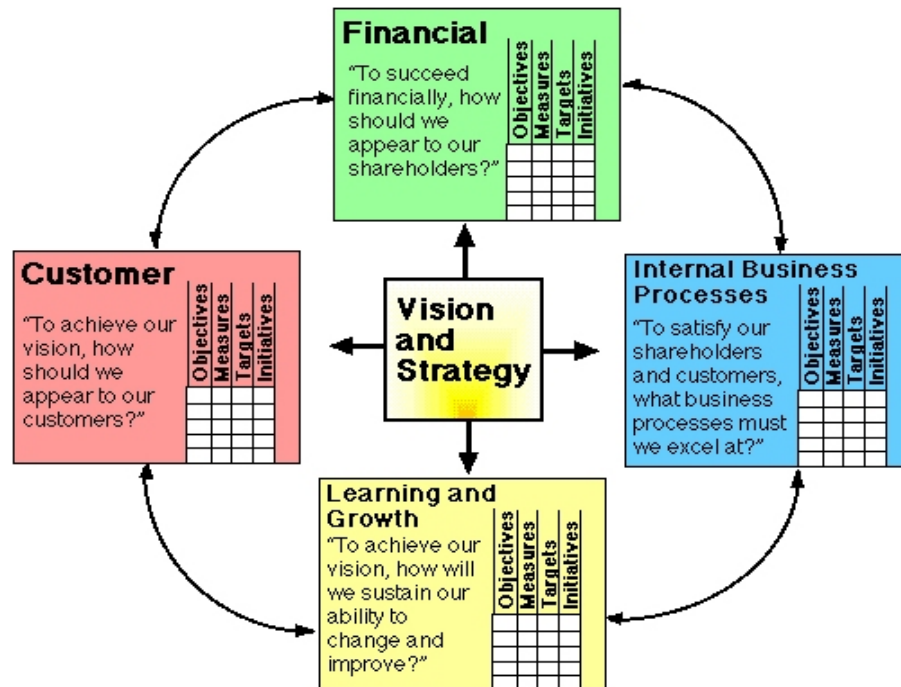 Financial
“To succeed
financially, how
should we
appear to our
shareholders?”
Objectives
Measures
Targets
Initiatives
Customer
“To achieve our
vision, how
should we
appear to our
customers?”
Objectives
Measures
Targets
Initiatives
Vision
and
Strategy
Internal Business
Processes
“To satisfy our
shareholders
and customers,
what business
processes must
we excel at?”
Objectives
Measures
Targets
Initiatives
Learning and
Growth
“To achieve our
vision, how will
we sustain our
ability to
change and
improve?”
Objectives
Measures
Targets
Initiatives